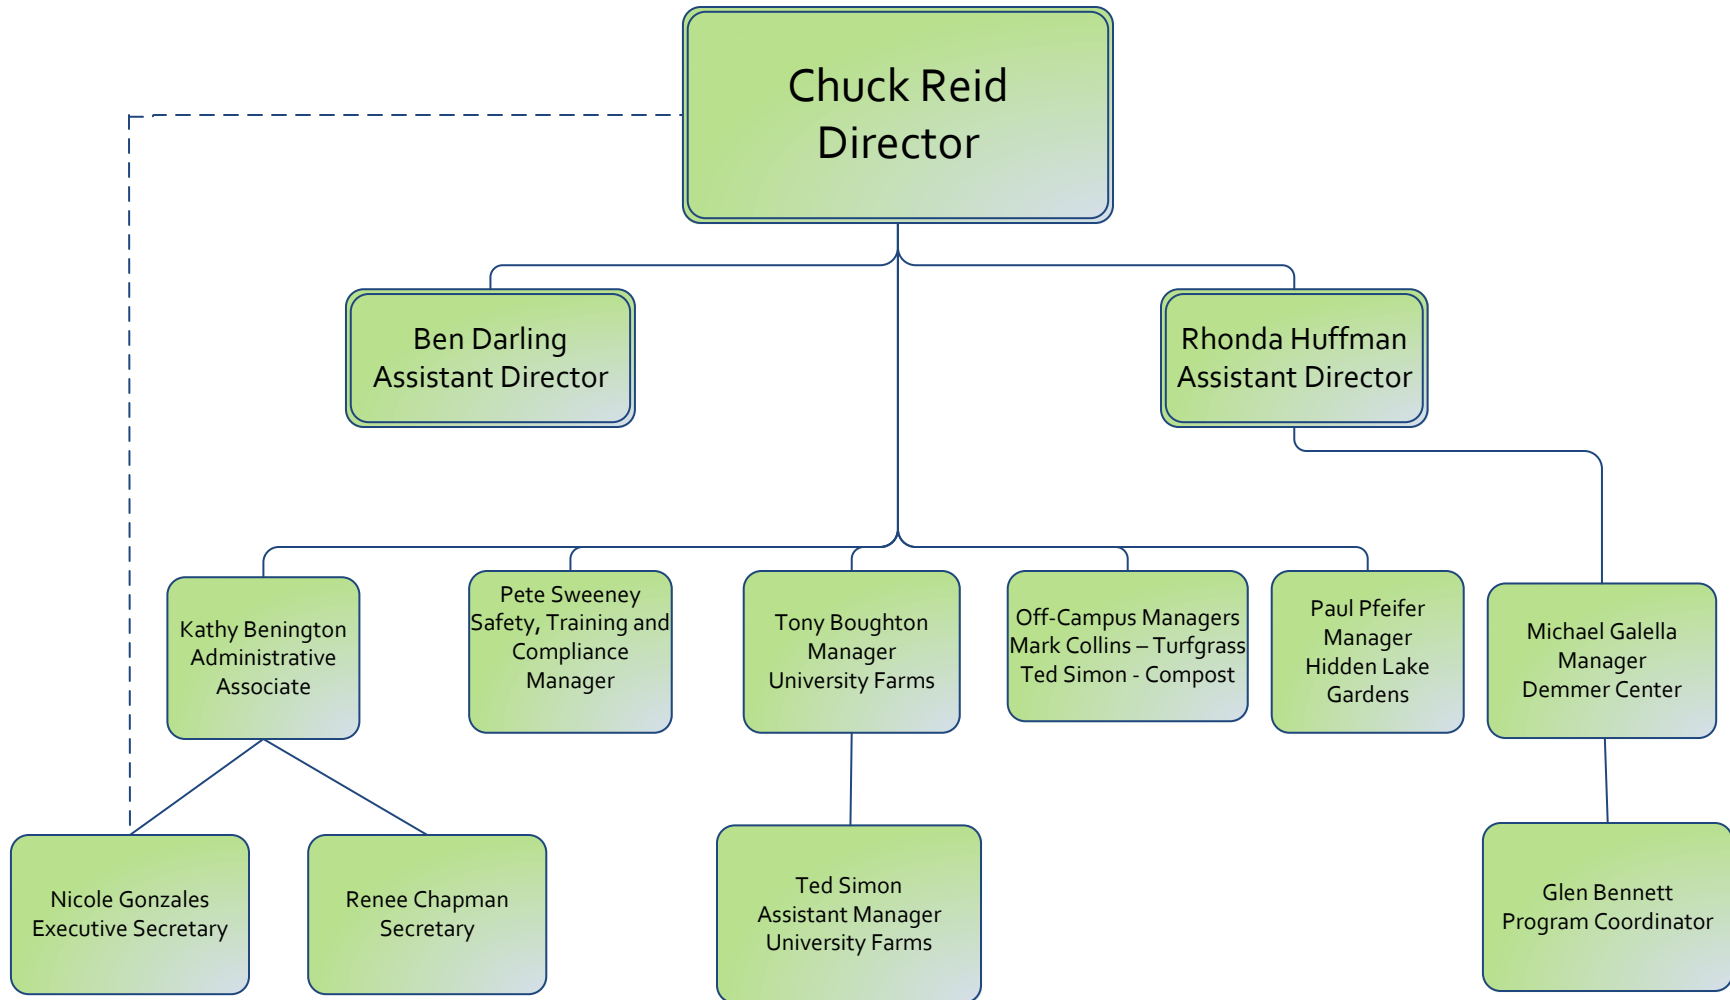 Chuck Reid
Director
Ben Darling
Assistant Director
Rhonda Huffman
Assistant Director
Kathy Benington
Administrative
Associate
Pete Sweeney
Safety, Training and
Compliance
Manager
Tony Boughton
Manager
University Farms
Off-Campus Managers
Mark Collins – Turfgrass
Ted Simon - Compost
Paul Pfeifer
Manager
Hidden Lake
Gardens
Michael Galella
Manager
Demmer Center
Nicole Gonzales
Executive Secretary
Renee Chapman
Secretary
Ted Simon
Assistant Manager
University Farms
Glen Bennett
Program Coordinator